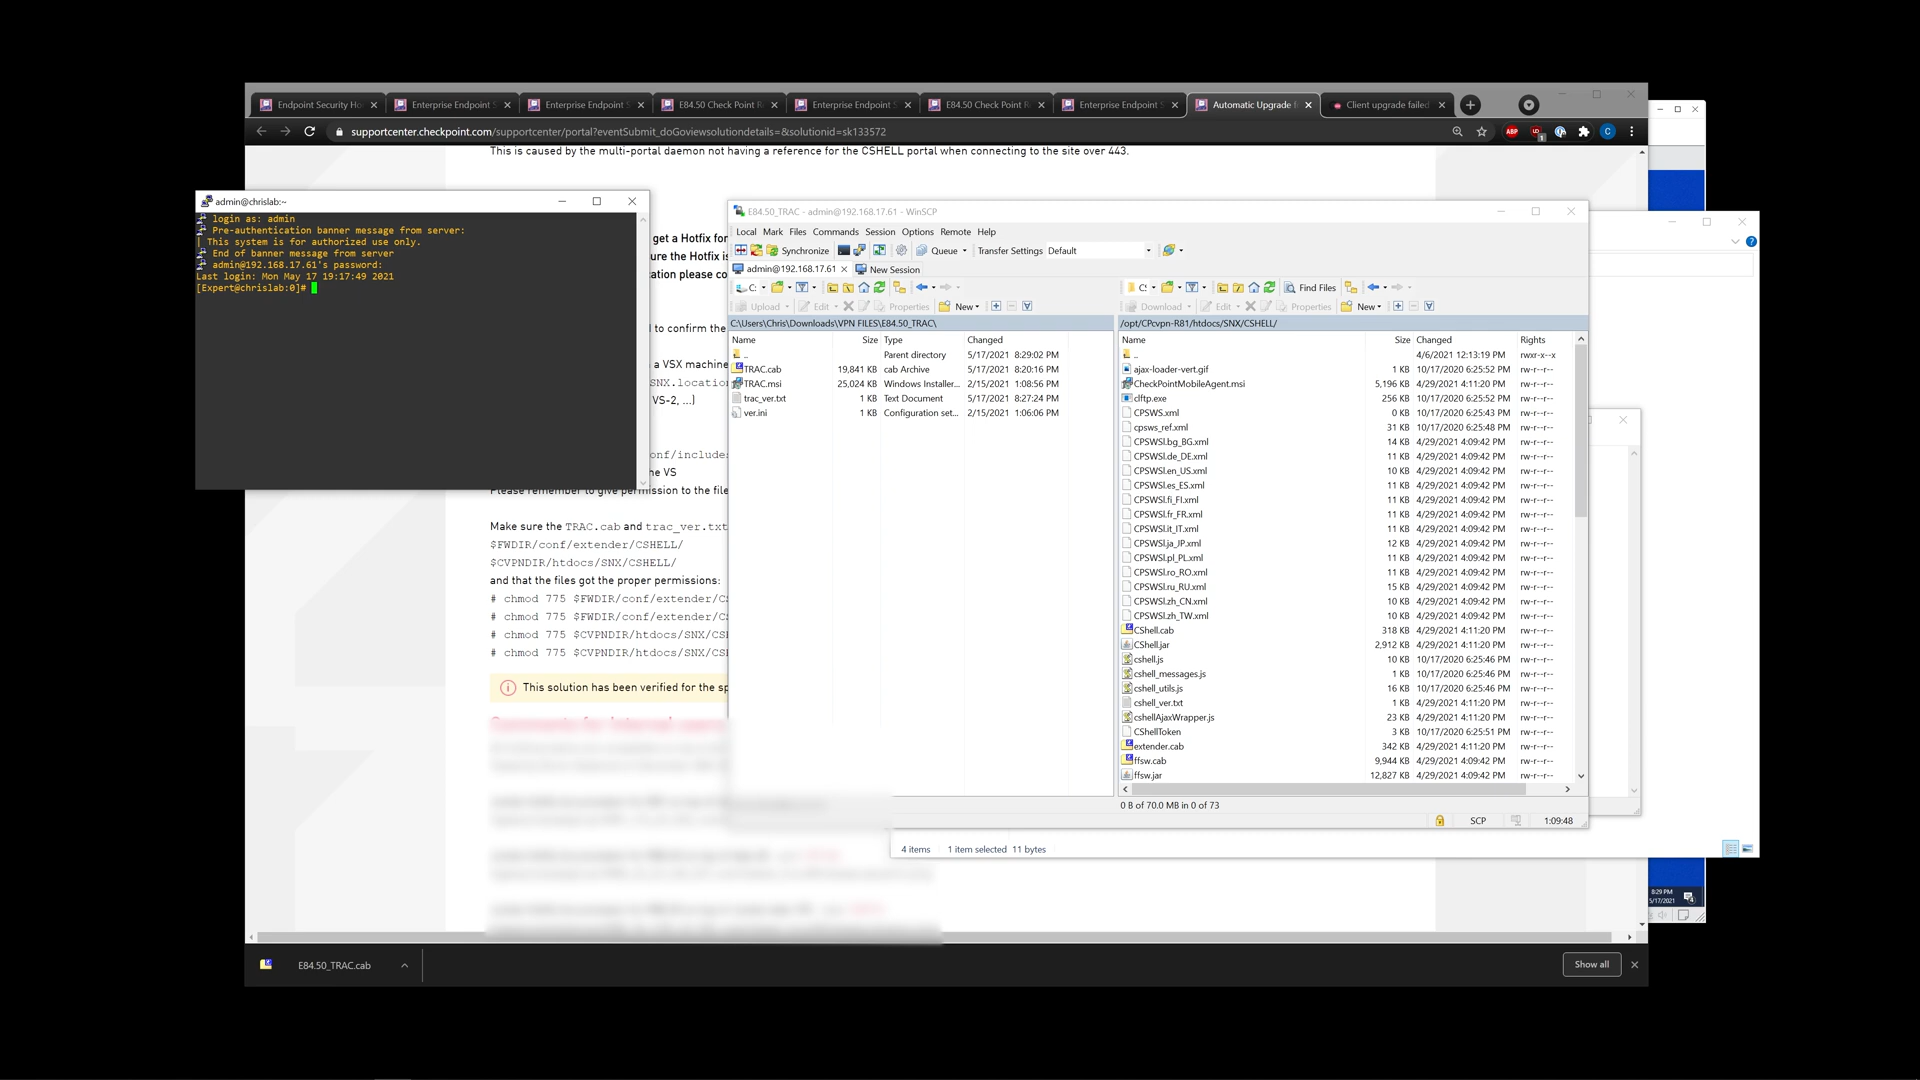 Endpoint Security Ho
Enterprise Endpoint S
Enterprise Endpoint S
E84.50 Check Point R
Enterprise Endpoint S
E84.50 Check Point R
Enterprise Endpoint S
Automatic Upgrade f
Client upgrade failed
supportcenter.checkpoint.com/supportcenter/portal?eventSubmit_doGoviewsolutiondetails=&solutionid=sk133572
ABP
C
This is caused by the multi-portal daemon not having a reference for the CSHELL portal when connecting to the site over 443.
admin@chrislab:~
login as: admin
Pre-authentication banner message from server:
| This system is for authorized use only.
End of banner message from server
admin@192.168.17.61's password:
Last login: Mon May 17 19:17:49 2021
[Expert@chrislab:0]#
get a Hotfix for
ure the Hotfix is
ation please co
d to confirm the
a VSX machine
SNX.locatio
VS-2, ...)
onf/include
he VS
Please remember to give permission to the file
Make sure the TRAC.cab and trac_ver.txt
$FWDIR/conf/extender/CSHELL/
$CVPNDIR/htdocs/SNX/CSHELL/
and that the files got the proper permissions:
# chmod 775 $FWDIR/conf/extender/CS
# chmod 775 $FWDIR/conf/extender/CS
# chmod 775 $CVPNDIR/htdocs/SNX/CSH
# chmod 775 $CVPNDIR/htdocs/SNX/CSH
This solution has been verified for the sp
E84.50_TRAC - admin@192.168.17.61 - WinSCP
Local Mark Files Commands Session Options Remote Help
Synchronize Queue Transfer Settings Default
admin@192.168.17.61 New Session
C: Find Files
Upload Edit Properties New Download Edit Properties New
C:\Users\Chris\Downloads\VPN FILES\E84.50_TRAC\
Name Size Type Changed
.. Parent directory 5/17/2021 8:29:02 PM
TRAC.cab 19,841 KB cab Archive 5/17/2021 8:20:16 PM
TRAC.msi 25,024 KB Windows Installer... 2/15/2021 1:08:56 PM
trac_ver.txt 1 KB Text Document 5/17/2021 8:27:24 PM
ver.ini 1 KB Configuration set... 2/15/2021 1:06:06 PM
/opt/CPcvpn-R81/htdocs/SNX/CSHELL/
Name Size Changed Rights
.. 4/6/2021 12:13:19 PM rwxr-x--x
ajax-loader-vert.gif 1 KB 10/17/2020 6:25:52 PM rw-r--r--
CheckPointMobileAgent.msi 5,196 KB 4/29/2021 4:11:20 PM rw-r--r--
clftp.exe 256 KB 10/17/2020 6:25:52 PM rw-r--r--
CPSWS.xml 0 KB 10/17/2020 6:25:43 PM rw-r--r--
cpsws_ref.xml 31 KB 10/17/2020 6:25:48 PM rw-r--r--
CPSWSl.bg_BG.xml 14 KB 4/29/2021 4:09:42 PM rw-r--r--
CPSWSl.de_DE.xml 11 KB 4/29/2021 4:09:42 PM rw-r--r--
CPSWSl.en_US.xml 10 KB 4/29/2021 4:09:42 PM rw-r--r--
CPSWSl.es_ES.xml 11 KB 4/29/2021 4:09:42 PM rw-r--r--
CPSWSl.fi_FI.xml 11 KB 4/29/2021 4:09:42 PM rw-r--r--
CPSWSl.fr_FR.xml 11 KB 4/29/2021 4:09:42 PM rw-r--r--
CPSWSl.it_IT.xml 11 KB 4/29/2021 4:09:42 PM rw-r--r--
CPSWSl.ja_JP.xml 12 KB 4/29/2021 4:09:42 PM rw-r--r--
CPSWSl.pl_PL.xml 11 KB 4/29/2021 4:09:42 PM rw-r--r--
CPSWSl.ro_RO.xml 11 KB 4/29/2021 4:09:42 PM rw-r--r--
CPSWSl.ru_RU.xml 15 KB 4/29/2021 4:09:42 PM rw-r--r--
CPSWSl.zh_CN.xml 10 KB 4/29/2021 4:09:42 PM rw-r--r--
CPSWSl.zh_TW.xml 10 KB 4/29/2021 4:09:42 PM rw-r--r--
CShell.cab 318 KB 4/29/2021 4:11:20 PM rw-r--r--
CShell.jar 2,912 KB 4/29/2021 4:11:20 PM rw-r--r--
cshell.js 10 KB 10/17/2020 6:25:46 PM rw-r--r--
cshell_messages.js 1 KB 10/17/2020 6:25:46 PM rw-r--r--
cshell_utils.js 16 KB 10/17/2020 6:25:46 PM rw-r--r--
cshell_ver.txt 1 KB 4/29/2021 4:11:20 PM rw-r--r--
cshellAjaxWrapper.js 23 KB 4/29/2021 4:11:20 PM rw-r--r--
CShellToken 3 KB 10/17/2020 6:25:51 PM rw-r--r--
extender.cab 342 KB 4/29/2021 4:11:20 PM rw-r--r--
ffsw.cab 9,944 KB 4/29/2021 4:09:42 PM rw-r--r--
ffsw.jar 12,827 KB 4/29/2021 4:09:42 PM rw-r--r--
0 B of 70.0 MB in 0 of 73
SCP 1:09:48
4 items 1 item selected 11 bytes
8:29 PM
5/17/2021
E84.50_TRAC.cab
Show all